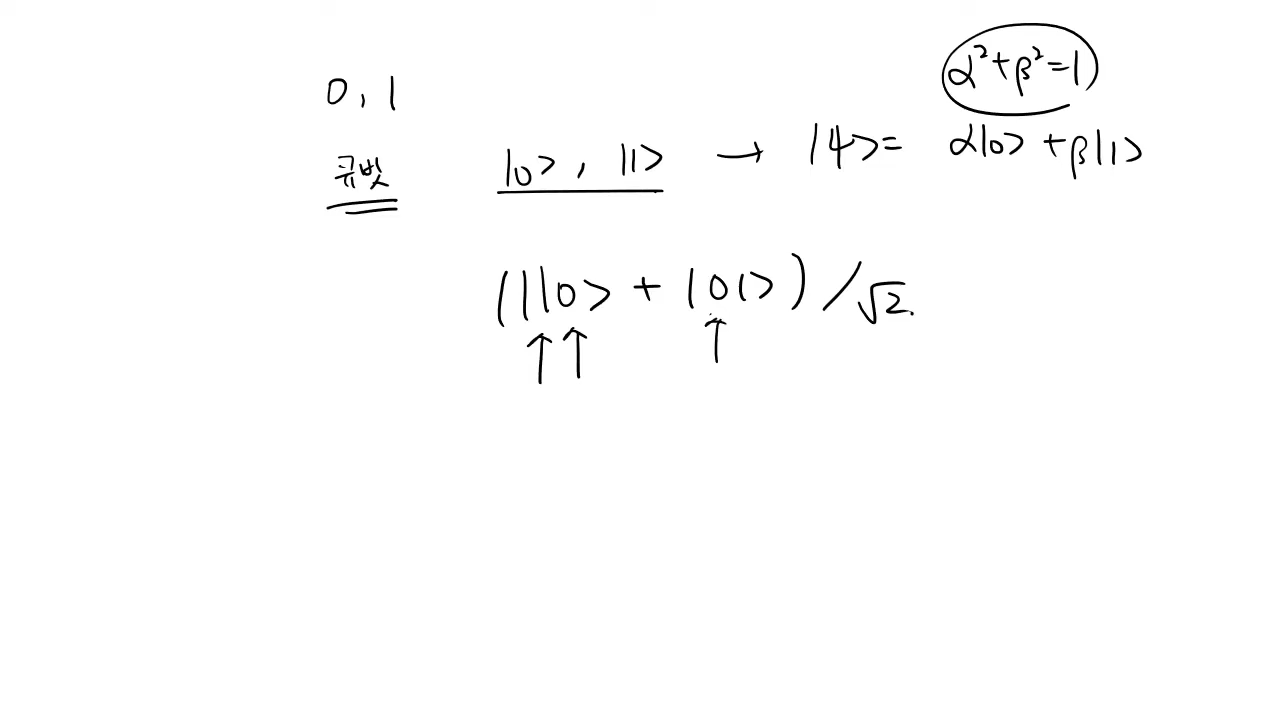 α²+β²=1
0, 1
큐빗 |0>, |1> → |ψ>= α|0> +β|1>
(|10> + |01>)/√2.
↑↑ ↑